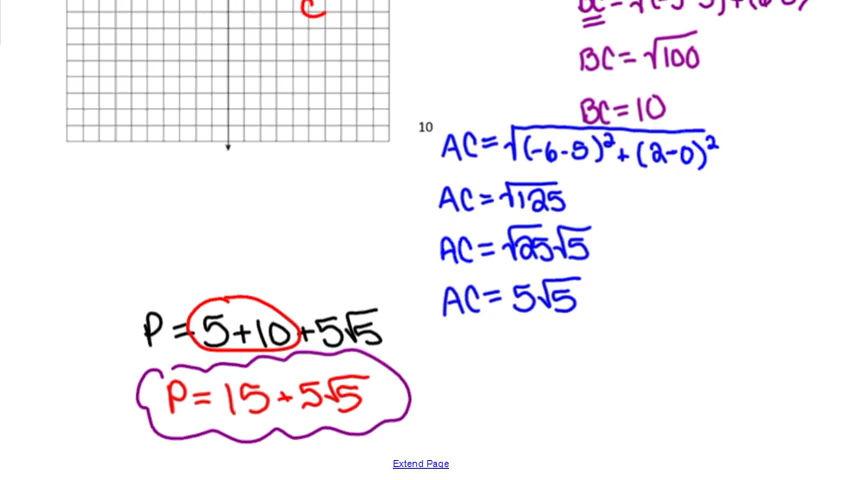 C
BC = √100
BC = 10
10
AC = √(-6-5)² + (2-0)²
AC = √125
AC = √25√5
AC = 5√5
P = 5+10+5√5
P = 15 + 5√5
Extend Page